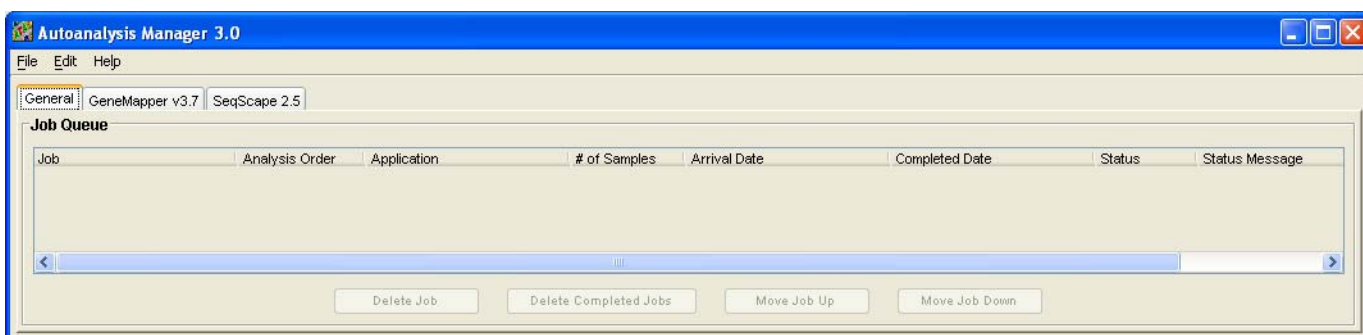 Autoanalysis Manager 3.0
File Edit Help
General GeneMapper v3.7 SeqScape 2.5
Job Queue
Job Analysis Order Application # of Samples Arrival Date Completed Date Status Status Message
Delete Job Delete Completed Jobs Move Job Up Move Job Down